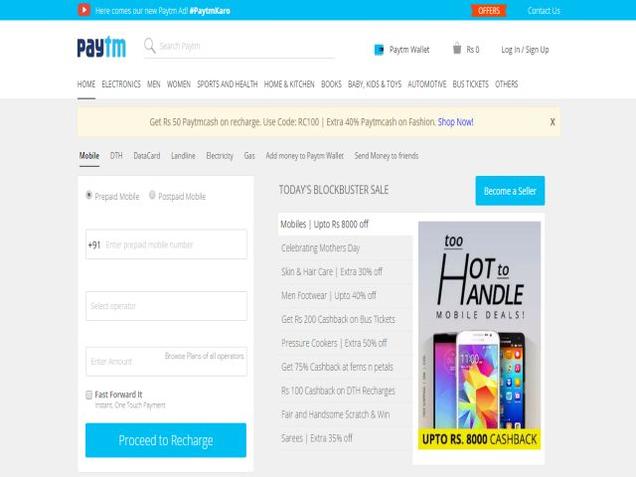 Here comes our new Paytm Ad! #PaytmKaro
OFFERS
Contact Us
paytm
Search Paytm
Paytm Wallet
Rs 0
Log In / Sign Up
HOME ELECTRONICS MEN WOMEN SPORTS AND HEALTH HOME & KITCHEN BOOKS BABY, KIDS & TOYS AUTOMOTIVE BUS TICKETS OTHERS
Get Rs 50 Paytmcash on recharge. Use Code: RC100 | Extra 40% Paytmcash on Fashion. Shop Now!
X
Mobile DTH DataCard Landline Electricity Gas Add money to Paytm Wallet Send Money to friends
Prepaid Mobile Postpaid Mobile
+91 Enter prepaid mobile number
Select operator
Enter Amount
Browse Plans of all operators
Fast Forward It
Instant, One Touch Payment
Proceed to Recharge
TODAY'S BLOCKBUSTER SALE
Become a Seller
Mobiles | Upto Rs 8000 off
Celebrating Mothers Day
Skin & Hair Care | Extra 30% off
Men Footwear | Upto 40% off
Get Rs 200 Cashback on Bus Tickets
Pressure Cookers | Extra 50% off
Get 75% Cashback at ferns n petals
Rs 100 Cashback on DTH Recharges
Fair and Handsome Scratch & Win
Sarees | Extra 35% off
too
HOT to
HANDLE
MOBILE DEALS!
11:00
UPTO RS. 8000 CASHBACK